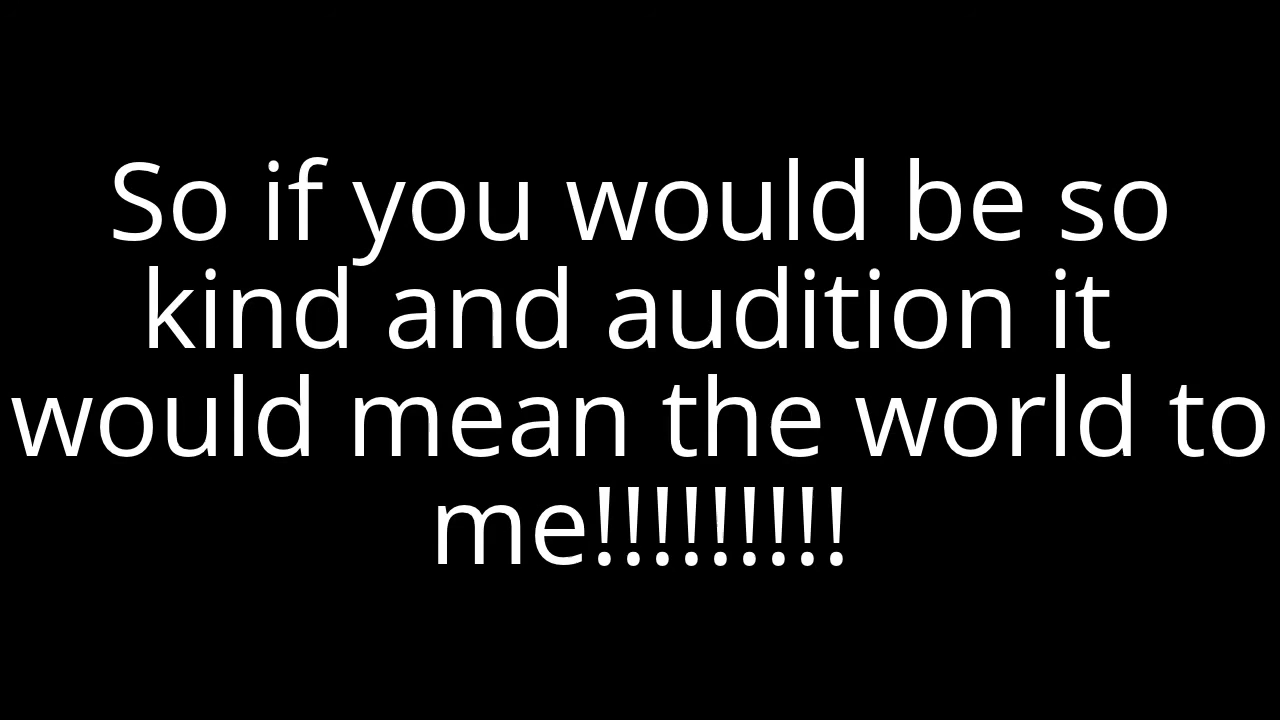 So if you would be so
kind and audition it
would mean the world to
me!!!!!!!!!